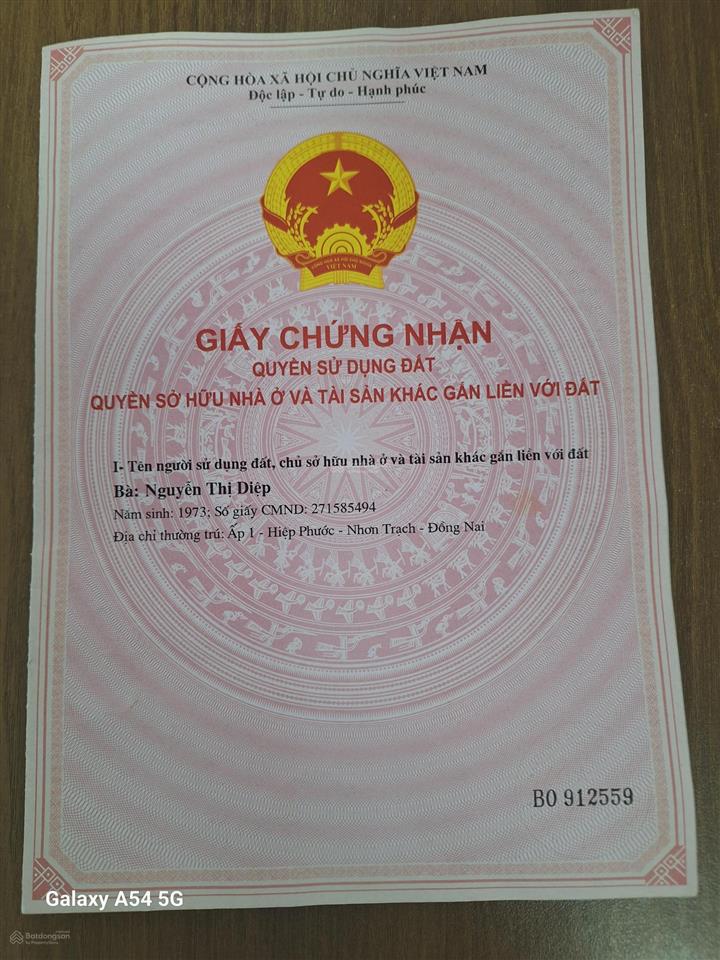 CỘNG HÒA XÃ HỘI CHỦ NGHĨA VIỆT NAM
Độc lập - Tự do - Hạnh phúc
VIỆT NAM
GIẤY CHỨNG NHẬN
QUYỀN SỬ DỤNG ĐẤT
QUYỀN SỞ HỮU NHÀ Ở VÀ TÀI SẢN KHÁC GẮN LIỀN VỚI ĐẤT
I- Tên người sử dụng đất, chủ sở hữu nhà ở và tài sản khác gắn liền với đất
Bà: Nguyễn Thị Diệp
Năm sinh: 1973; Số giấy CMND: 271585494
Địa chỉ thường trú: Ấp 1 - Hiệp Phước - Nhơn Trạch - Đồng Nai
BO 912559
Galaxy A54 5G
Batdongsan